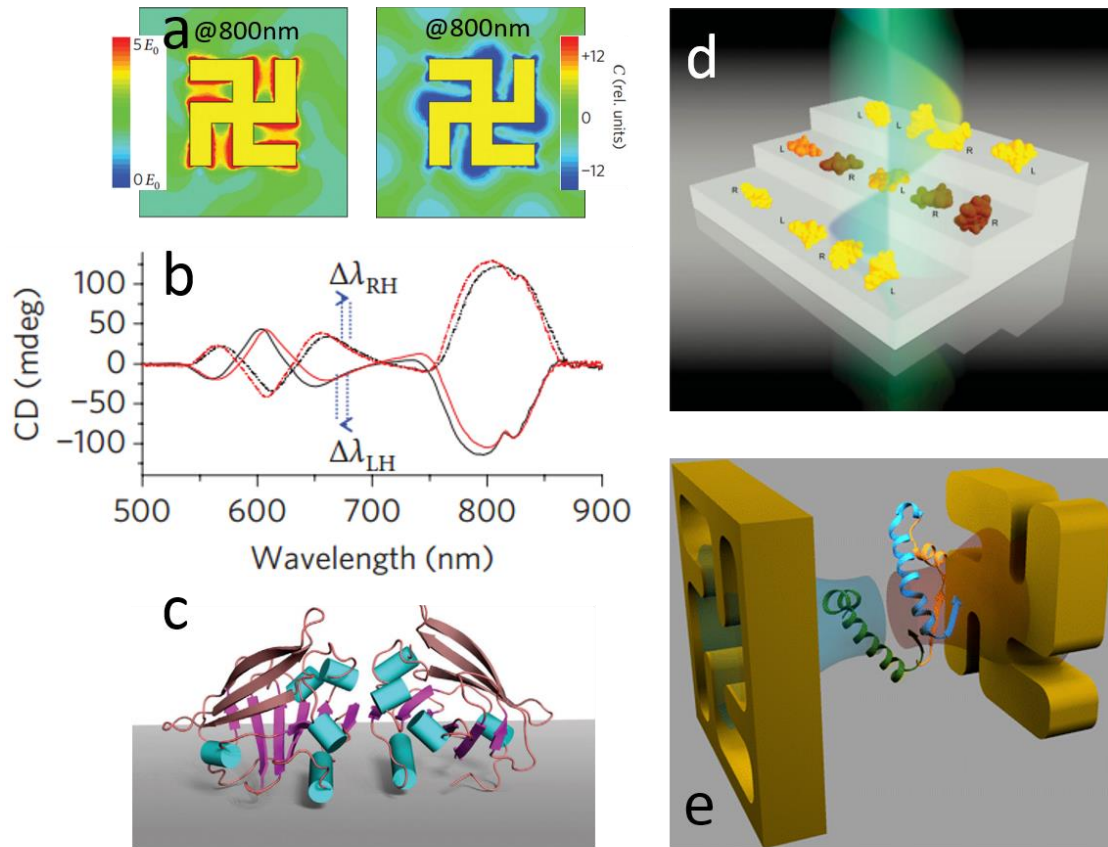 a
@800nm
5 E0
0 E0
@800nm
+12
0
−12
C (rel. units)
b
ΔλRH
ΔλLH
CD (mdeg)
100
50
0
−50
−100
500 600 700 800 900
Wavelength (nm)
c
d
L
L
R
L
L
R
L
R
R
R
L
R
L
e